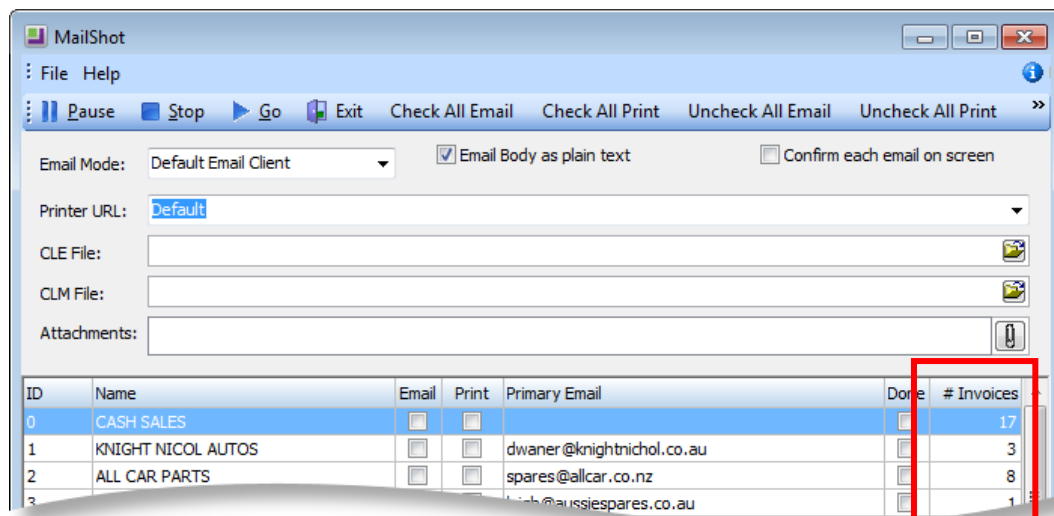 MailShot
File Help
Pause Stop Go Exit Check All Email Check All Print Uncheck All Email Uncheck All Print »
Email Mode: Default Email Client Email Body as plain text Confirm each email on screen
Printer URL: Default
CLE File:
CLM File:
Attachments:
ID Name Email Print Primary Email Done # Invoices
0 CASH SALES 17
1 KNIGHT NICOL AUTOS dwaner@knightnichol.co.au 3
2 ALL CAR PARTS spares@allcar.co.nz 8
3 1